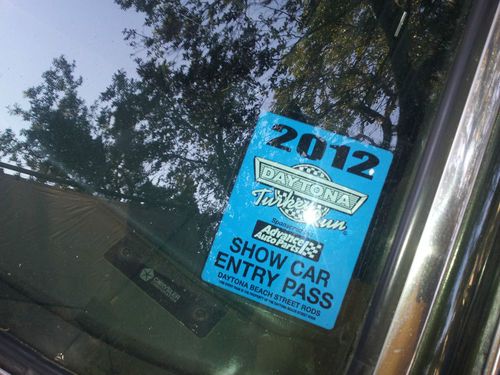 2012
DAYTONA
Turkey Run
Advance
Auto Parts
SHOW CAR
ENTRY PASS
DAYTONA BEACH STREET RODS